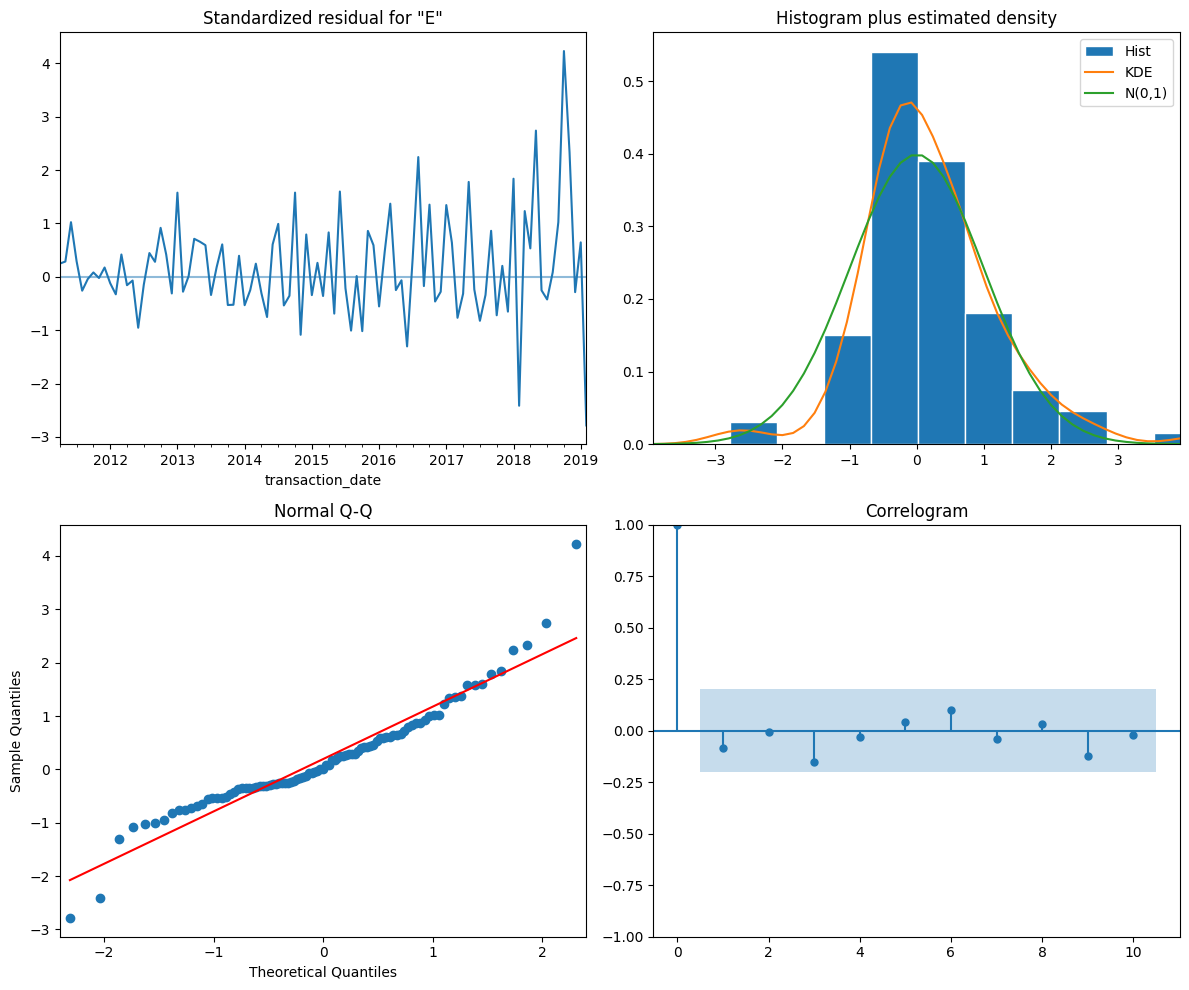 Standardized residual for "E"
4
3
2
1
0
−1
−2
−3
2012 2013 2014 2015 2016 2017 2018 2019
transaction_date
Histogram plus estimated density
Hist
KDE
N(0,1)
0.5
0.4
0.3
0.2
0.1
0.0
−3 −2 −1 0 1 2 3
Normal Q-Q
Sample Quantiles
4
3
2
1
0
−1
−2
−3
−2 −1 0 1 2
Theoretical Quantiles
Correlogram
1.00
0.75
0.50
0.25
0.00
−0.25
−0.50
−0.75
−1.00
0 2 4 6 8 10